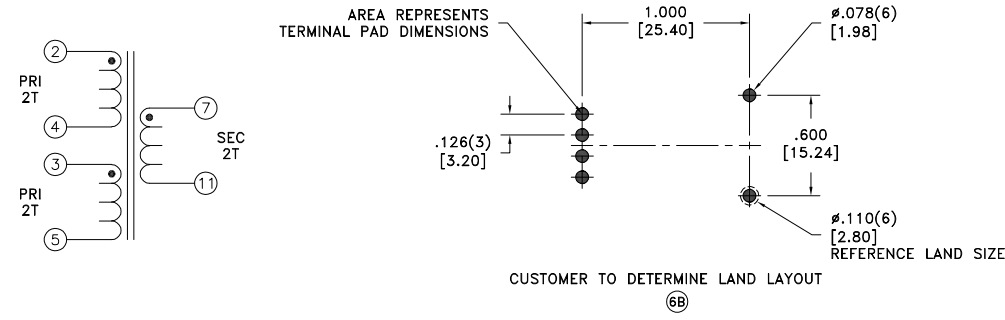 2
PRI
2T
4
3
PRI
2T
5
7
SEC
2T
11
AREA REPRESENTS
TERMINAL PAD DIMENSIONS
1.000
[25.40]
ø.078(6)
[1.98]
.126(3)
[3.20]
.600
[15.24]
ø.110(6)
[2.80]
REFERENCE LAND SIZE
CUSTOMER TO DETERMINE LAND LAYOUT
6B